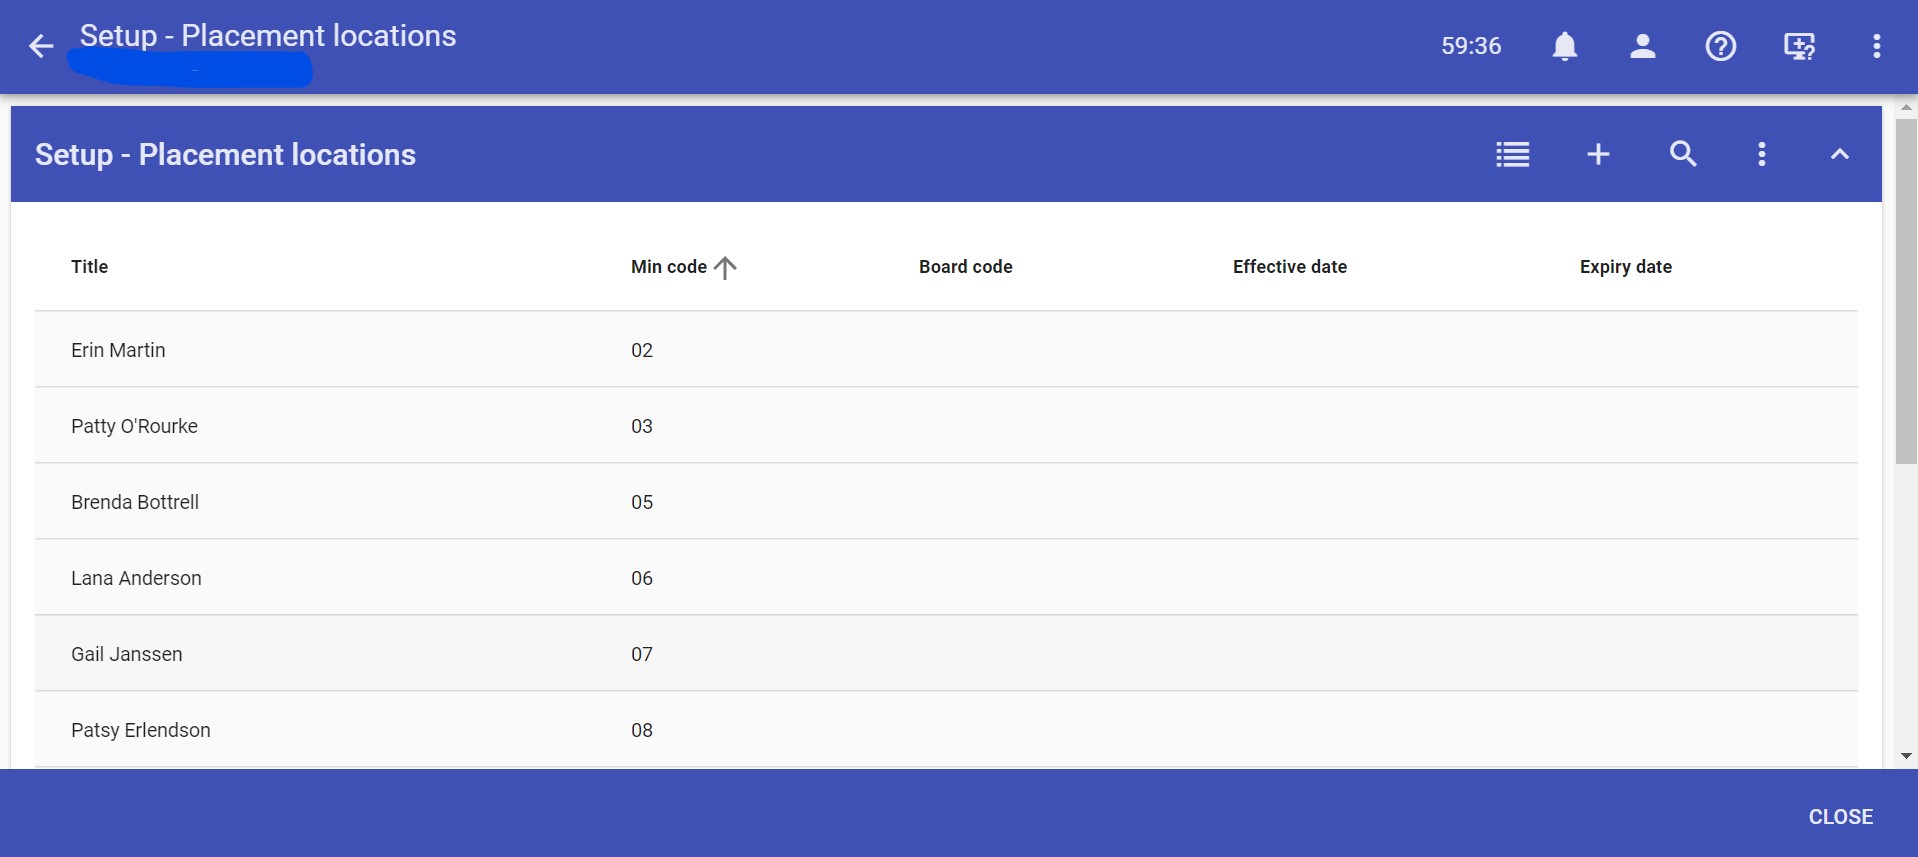 Setup - Placement locations
59:36
Setup - Placement locations
Title Min code Board code Effective date Expiry date
Erin Martin 02
Patty O'Rourke 03
Brenda Bottrell 05
Lana Anderson 06
Gail Janssen 07
Patsy Erlendson 08
CLOSE